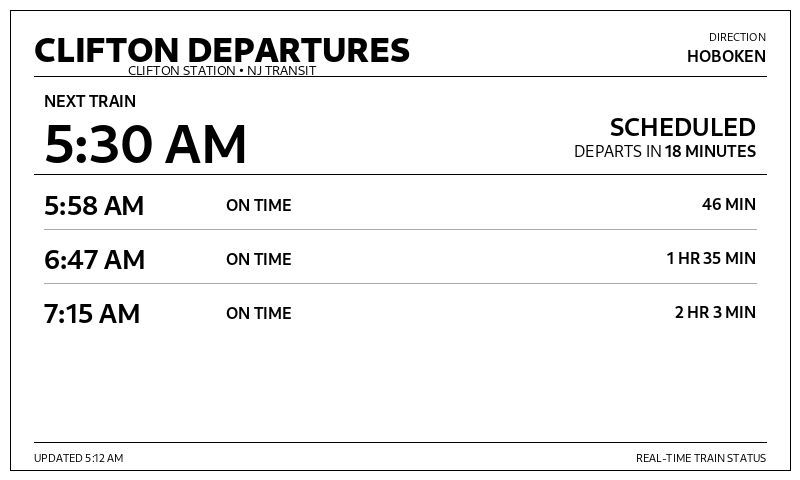 CLIFTON DEPARTURES
CLIFTON STATION • NJ TRANSIT
DIRECTION
HOBOKEN
NEXT TRAIN
5:30 AM
SCHEDULED
DEPARTS IN 18 MINUTES
5:58 AM ON TIME 46 MIN
6:47 AM ON TIME 1 HR 35 MIN
7:15 AM ON TIME 2 HR 3 MIN
UPDATED 5:12 AM
REAL-TIME TRAIN STATUS